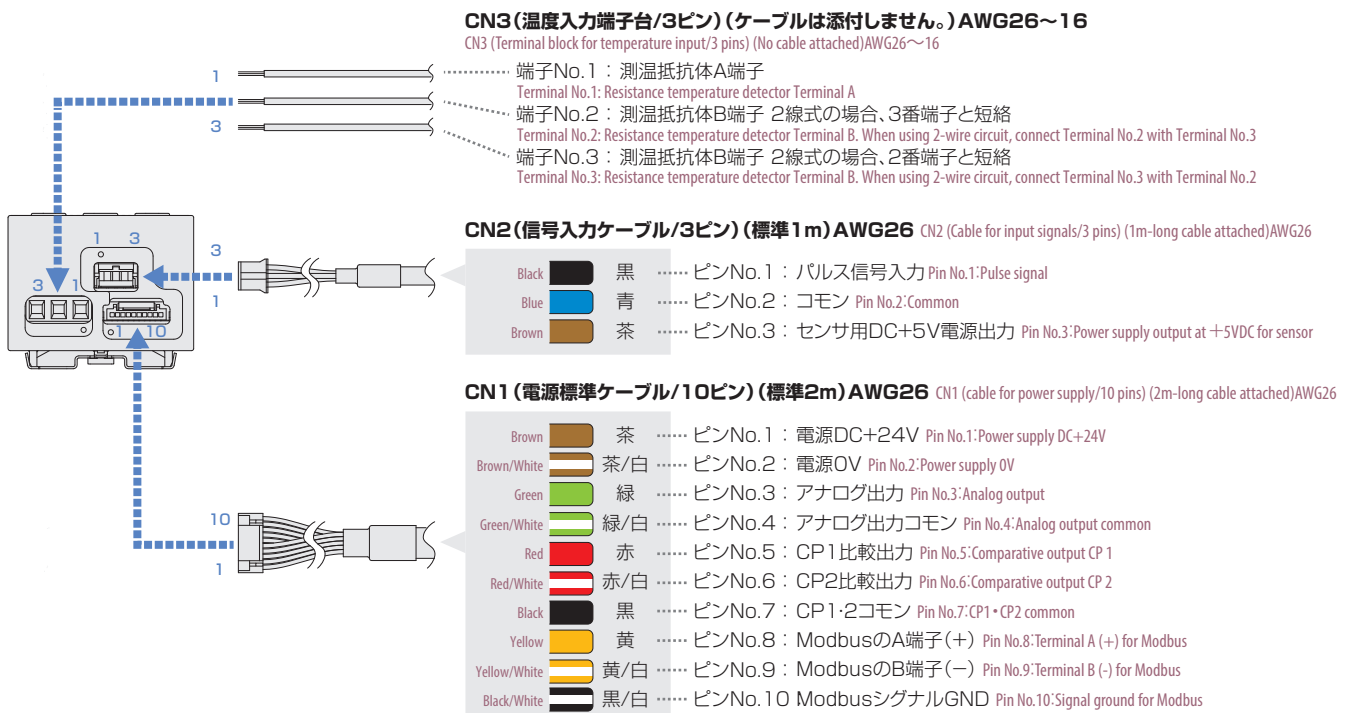 CN3(温度入力端子台/3ピン)(ケーブルは添付しません。)AWG26〜16
CN3 (Terminal block for temperature input/3 pins) (No cable attached)AWG26〜16
1
端子No.1：測温抵抗体A端子
Terminal No.1: Resistance temperature detector Terminal A
端子No.2：測温抵抗体B端子 2線式の場合、3番端子と短絡
Terminal No.2: Resistance temperature detector Terminal B. When using 2-wire circuit, connect Terminal No.2 with Terminal No.3
3
端子No.3：測温抵抗体B端子 2線式の場合、2番端子と短絡
Terminal No.3: Resistance temperature detector Terminal B. When using 2-wire circuit, connect Terminal No.3 with Terminal No.2
1 3
3 1
1 10
CN2(信号入力ケーブル/3ピン)(標準1m)AWG26 CN2 (Cable for input signals/3 pins) (1m-long cable attached)AWG26
3
1
Black 黒 ピンNo.1：パルス信号入力 Pin No.1:Pulse signal
Blue 青 ピンNo.2：コモン Pin No.2:Common
Brown 茶 ピンNo.3：センサ用DC+5V電源出力 Pin No.3:Power supply output at +5VDC for sensor
CN1(電源標準ケーブル/10ピン)(標準2m)AWG26 CN1 (cable for power supply/10 pins) (2m-long cable attached)AWG26
10
1
Brown 茶 ピンNo.1：電源DC+24V Pin No.1:Power supply DC+24V
Brown/White 茶/白 ピンNo.2：電源0V Pin No.2:Power supply 0V
Green 緑 ピンNo.3：アナログ出力 Pin No.3:Analog output
Green/White 緑/白 ピンNo.4：アナログ出力コモン Pin No.4:Analog output common
Red 赤 ピンNo.5：CP1比較出力 Pin No.5:Comparative output CP 1
Red/White 赤/白 ピンNo.6：CP2比較出力 Pin No.6:Comparative output CP 2
Black 黒 ピンNo.7：CP1·2コモン Pin No.7:CP1•CP2 common
Yellow 黄 ピンNo.8：ModbusのA端子(+) Pin No.8:Terminal A (+) for Modbus
Yellow/White 黄/白 ピンNo.9：ModbusのB端子(−) Pin No.9:Terminal B (-) for Modbus
Black/White 黒/白 ピンNo.10 ModbusシグナルGND Pin No.10:Signal ground for Modbus